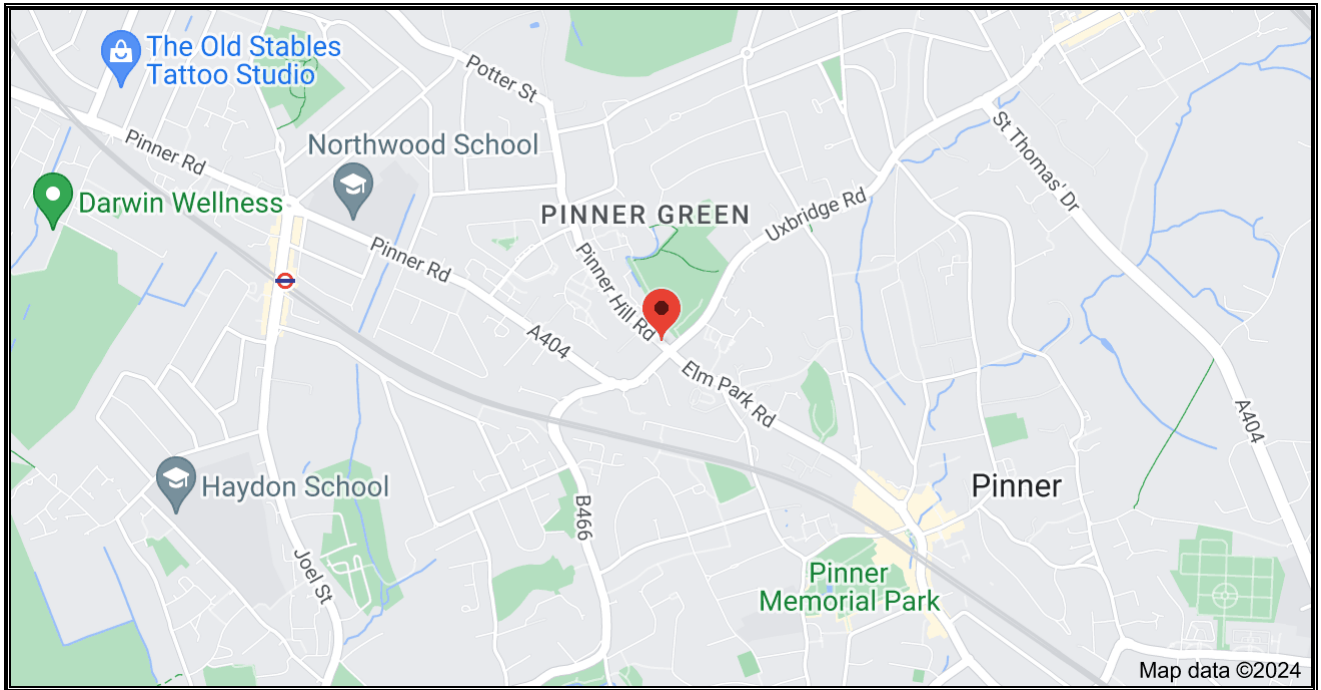 The Old Stables
Tattoo Studio
Potter St
Pinner Rd
Northwood School
St Thomas' Dr
Darwin Wellness
PINNER GREEN
Uxbridge Rd
Pinner Rd
Pinner Hill Rd
A404
Elm Park Rd
A404
Haydon School
Pinner
B466
Joel St
Pinner
Memorial Park
Map data ©2024